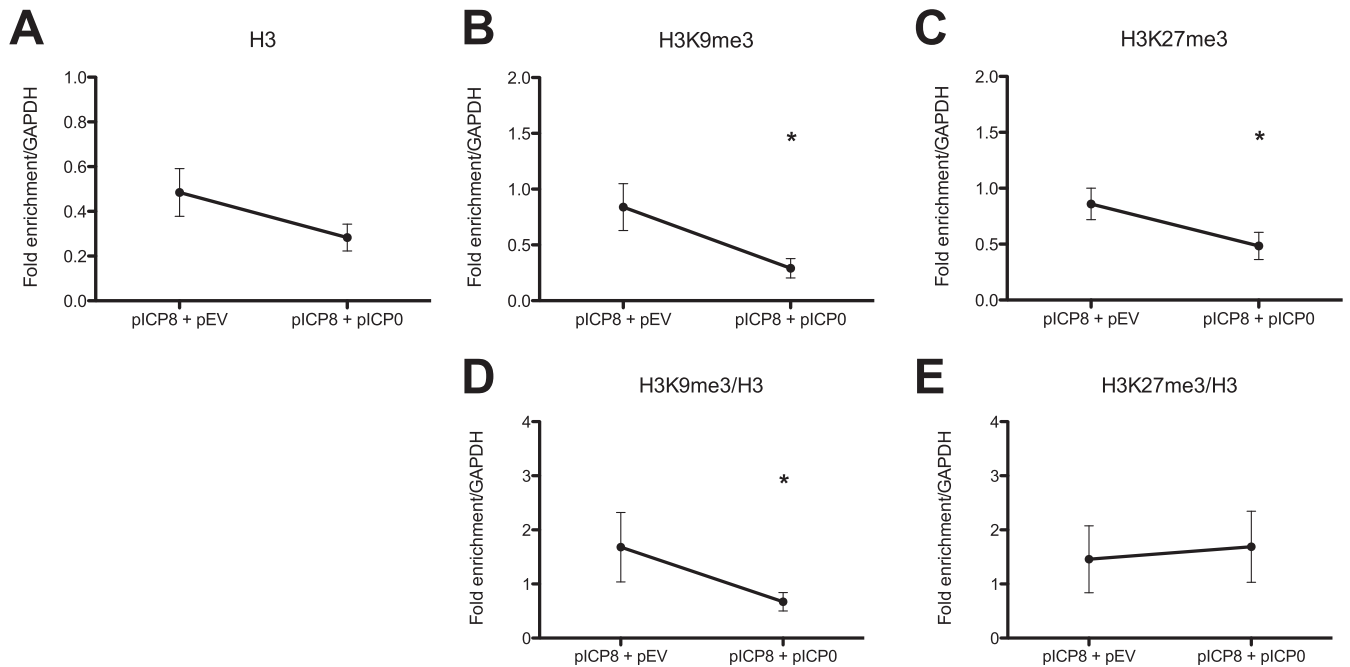 A
H3
Fold enrichment/GAPDH
1.0
0.8
0.6
0.4
0.2
0.0
pICP8 + pEV
pICP8 + pICP0
B
H3K9me3
Fold enrichment/GAPDH
2.0
1.5
1.0
0.5
0.0
*
pICP8 + pEV
pICP8 + pICP0
C
H3K27me3
Fold enrichment/GAPDH
2.0
1.5
1.0
0.5
0.0
*
pICP8 + pEV
pICP8 + pICP0
D
H3K9me3/H3
Fold enrichment/GAPDH
4
3
2
1
0
*
pICP8 + pEV
pICP8 + pICP0
E
H3K27me3/H3
Fold enrichment/GAPDH
4
3
2
1
0
pICP8 + pEV
pICP8 + pICP0